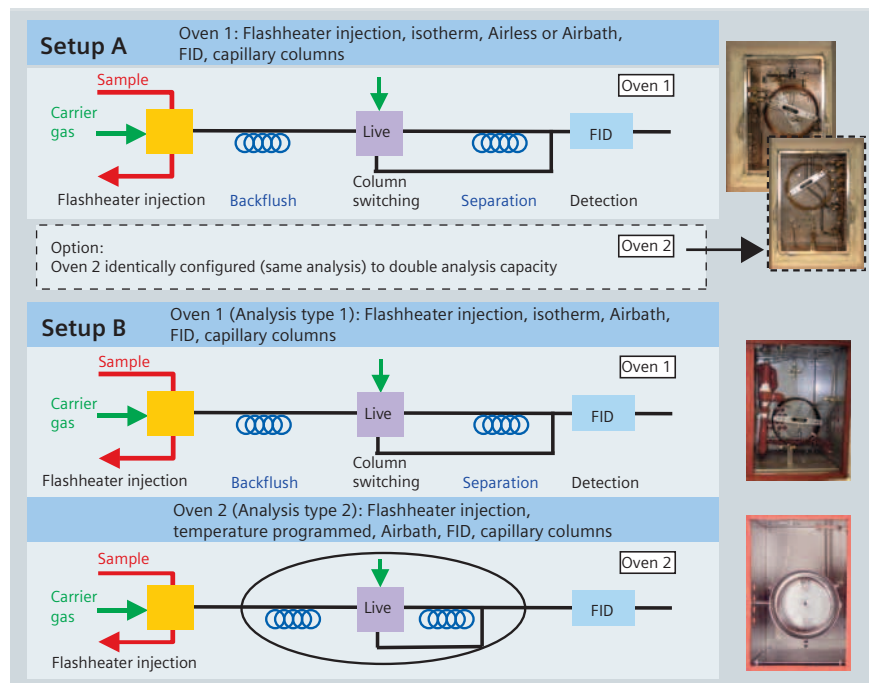 Setup A
Oven 1: Flashheater injection, isotherm, Airless or Airbath,
FID, capillary columns
Sample
Oven 1
Carrier
gas
Live
FID
Flashheater injection
Backflush
Column
switching
Separation
Detection
Option:
Oven 2
Oven 2 identically configured (same analysis) to double analysis capacity
Setup B
Oven 1 (Analysis type 1): Flashheater injection, isotherm, Airbath,
FID, capillary columns
Sample
Oven 1
Carrier
gas
Live
FID
Flashheater injection
Backflush
Column
switching
Separation
Detection
Oven 2 (Analysis type 2): Flashheater injection,
temperature programmed, Airbath, FID, capillary columns
Sample
Oven 2
Carrier
gas
Live
FID
Flashheater injection